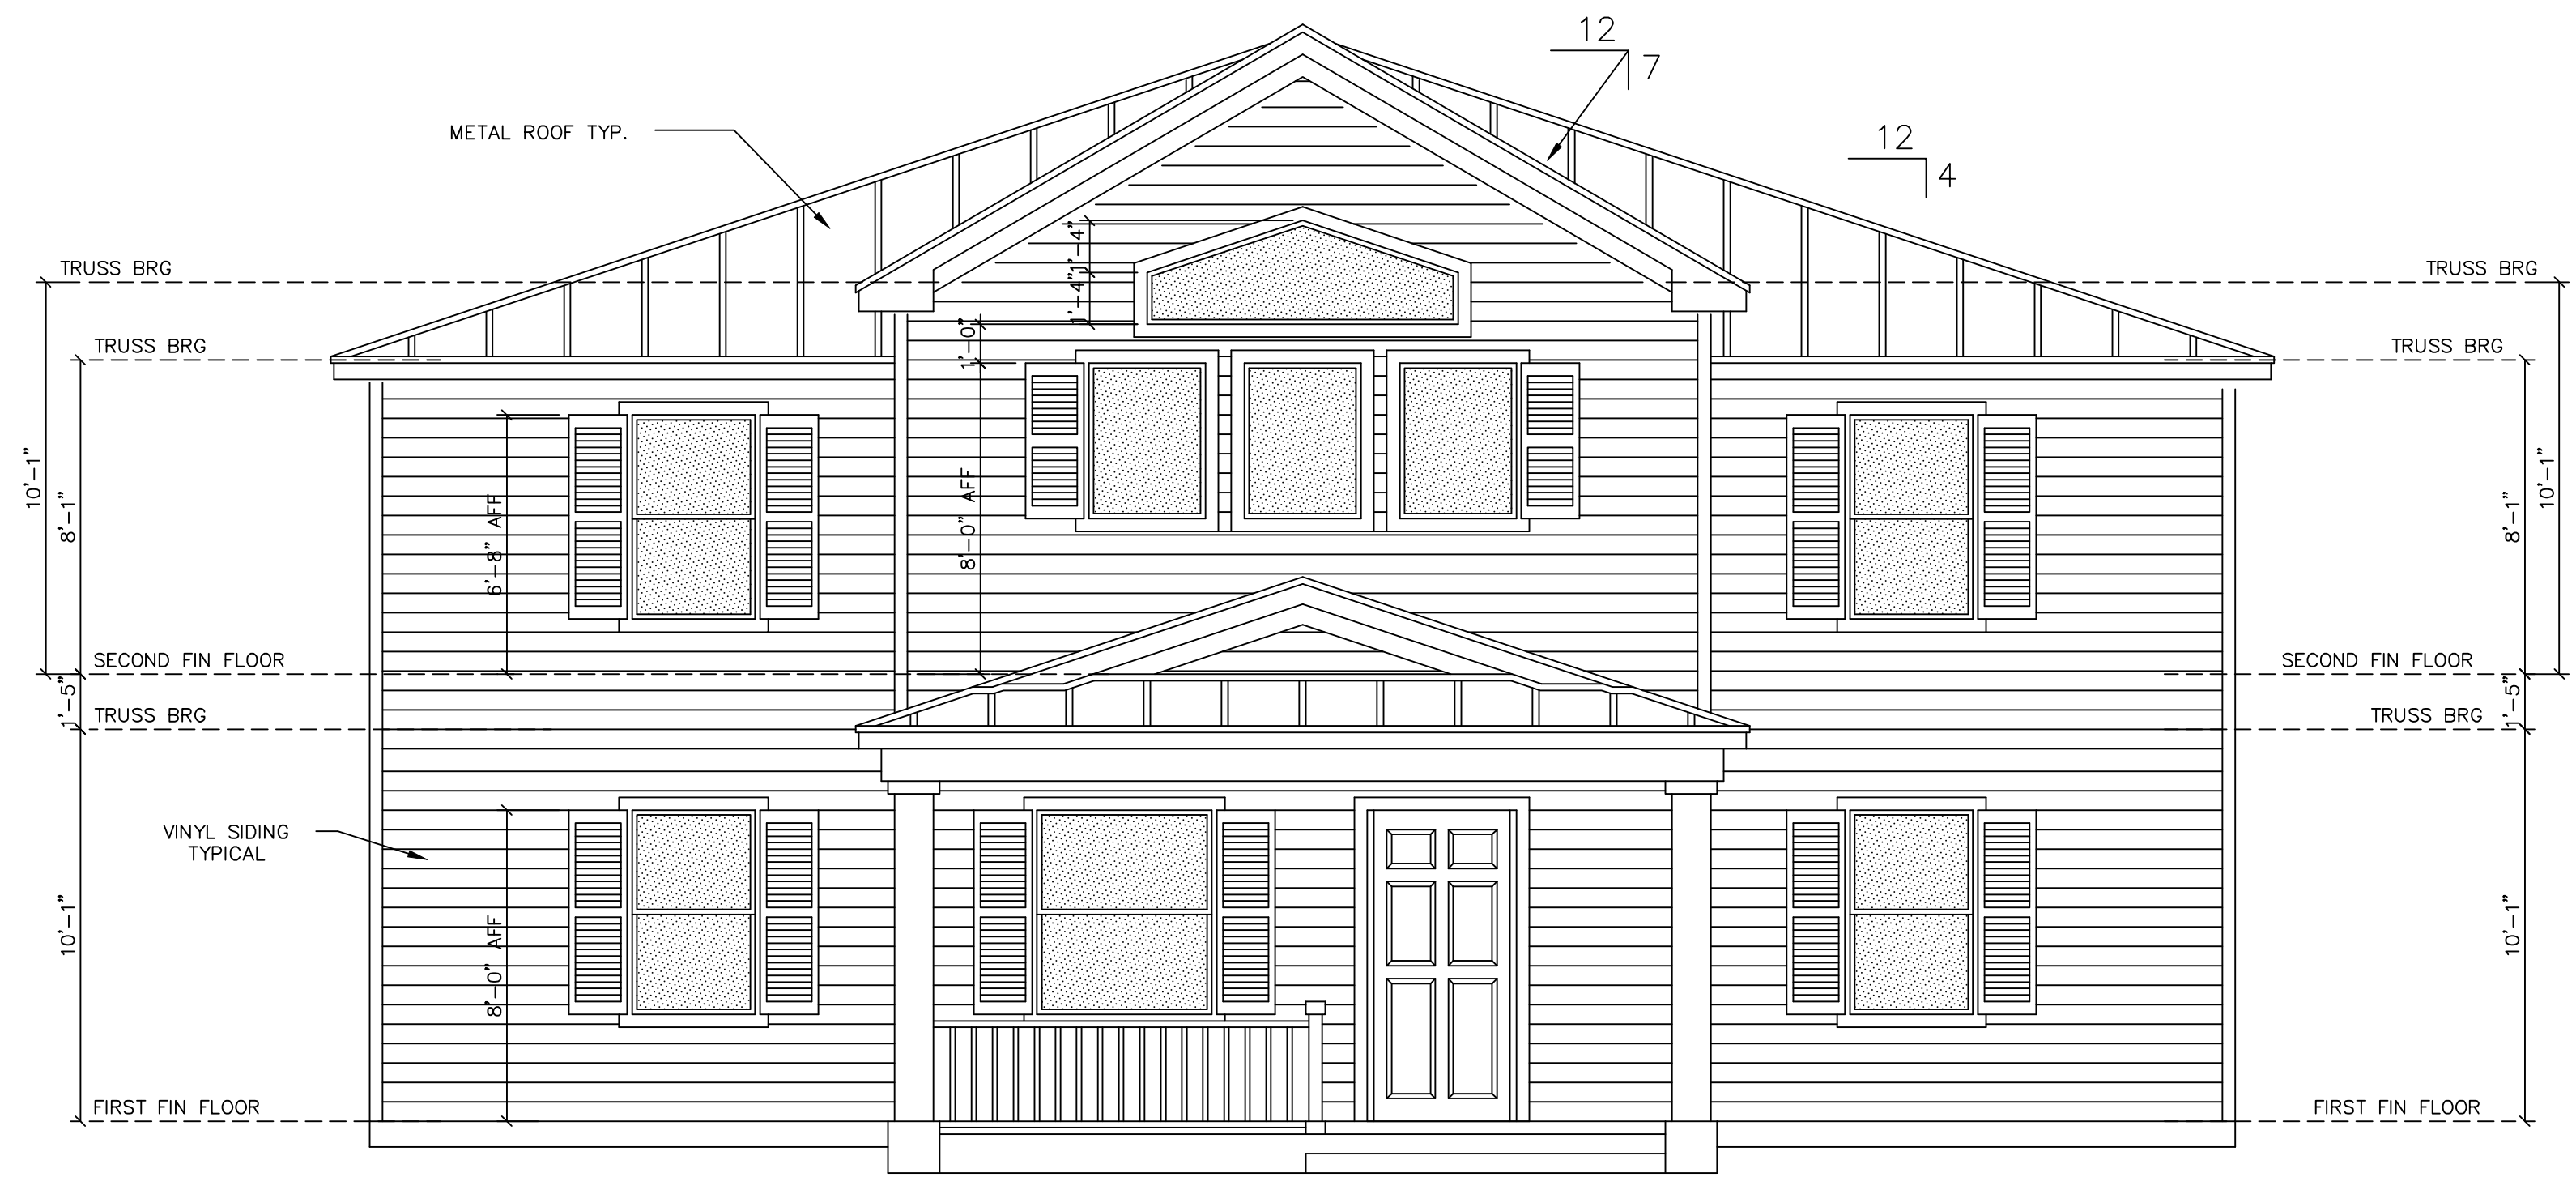 12
7
METAL ROOF TYP.
12
4
1'-4"
1'-4"
TRUSS BRG
TRUSS BRG
1'-0"
TRUSS BRG
TRUSS BRG
10'-1"
8'-1"
6'-8" AFF
8'-0" AFF
8'-1"
10'-1"
SECOND FIN FLOOR
SECOND FIN FLOOR
1'-5"
1'-5"
TRUSS BRG
TRUSS BRG
VINYL SIDING
TYPICAL
10'-1"
8'-0" AFF
10'-1"
FIRST FIN FLOOR
FIRST FIN FLOOR